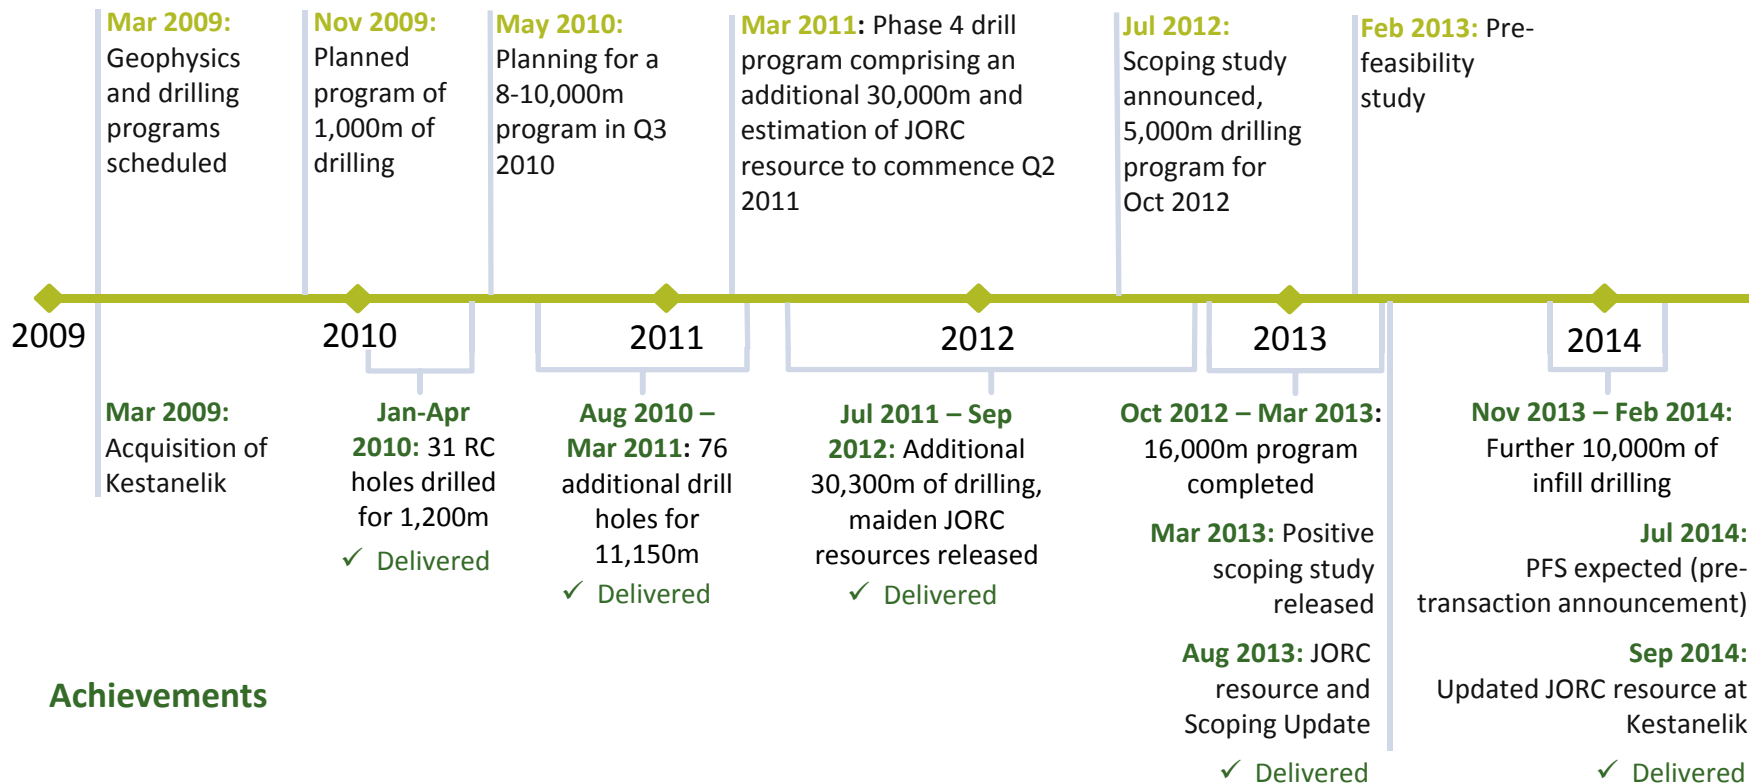 Mar 2009:
Geophysics
and drilling
programs
scheduled
Nov 2009:
Planned
program of
1,000m of
drilling
May 2010:
Planning for a
8-10,000m
program in Q3
2010
Mar 2011: Phase 4 drill
program comprising an
additional 30,000m and
estimation of JORC
resource to commence Q2
2011
Jul 2012:
Scoping study
announced,
5,000m drilling
program for
Oct 2012
Feb 2013: Pre-
feasibility
study
2009
2010
2011
2012
2013
2014
Mar 2009:
Acquisition of
Kestanelik
Jan-Apr
2010: 31 RC
holes drilled
for 1,200m
✓ Delivered
Aug 2010 –
Mar 2011: 76
additional drill
holes for
11,150m
✓ Delivered
Jul 2011 – Sep
2012: Additional
30,300m of drilling,
maiden JORC
resources released
✓ Delivered
Oct 2012 – Mar 2013:
16,000m program
completed
Mar 2013: Positive
scoping study
released
Aug 2013: JORC
resource and
Scoping Update
✓ Delivered
Nov 2013 – Feb 2014:
Further 10,000m of
infill drilling
Jul 2014:
PFS expected (pre-
transaction announcement)
Sep 2014:
Updated JORC resource at
Kestanelik
✓ Delivered
Achievements